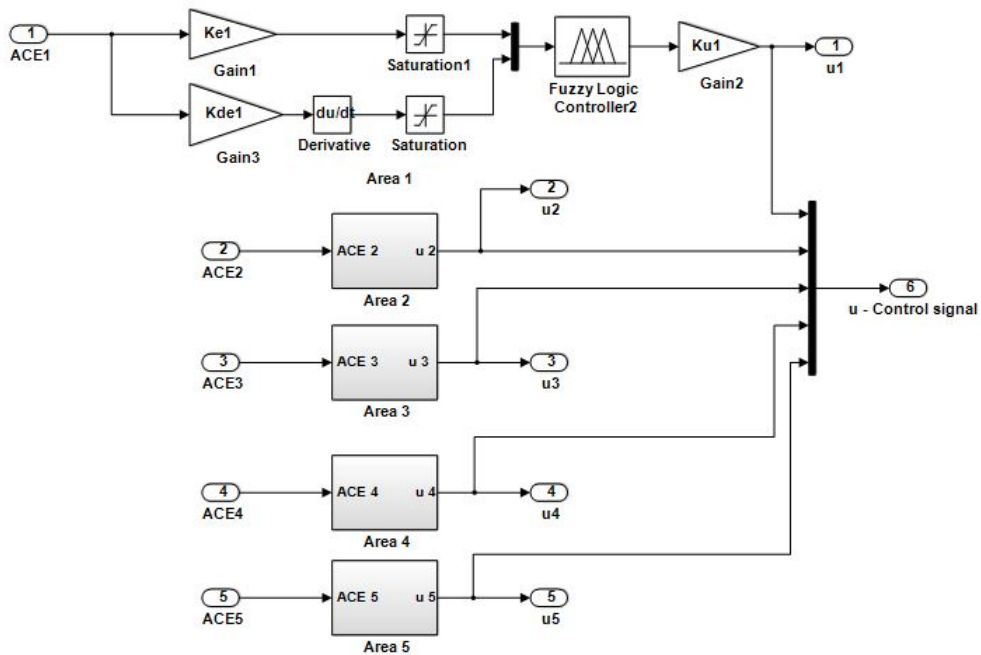 1
ACE1
Ke1
Gain1
Saturation1
Fuzzy Logic
Controller2
Ku1
Gain2
1
u1
Kde1
Gain3
du/dt
Derivative
Saturation
Area 1
2
u2
2
ACE2
ACE 2
u 2
Area 2
6
u - Control signal
3
ACE3
ACE 3
u 3
Area 3
3
u3
4
ACE4
ACE 4
u 4
Area 4
4
u4
5
ACE5
ACE 5
u 5
Area 5
5
u5